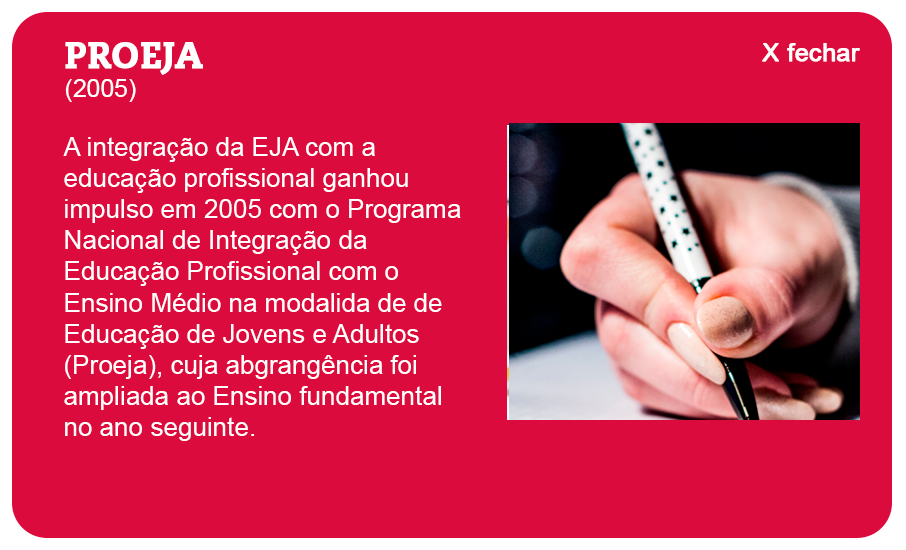 PROEJA
(2005)
X fechar
A integração da EJA com a
educação profissional ganhou
impulso em 2005 com o Programa
Nacional de Integração da
Educação Profissional com o
Ensino Médio na modalida de de
Educação de Jovens e Adultos
(Proeja), cuja abgrangência foi
ampliada ao Ensino fundamental
no ano seguinte.